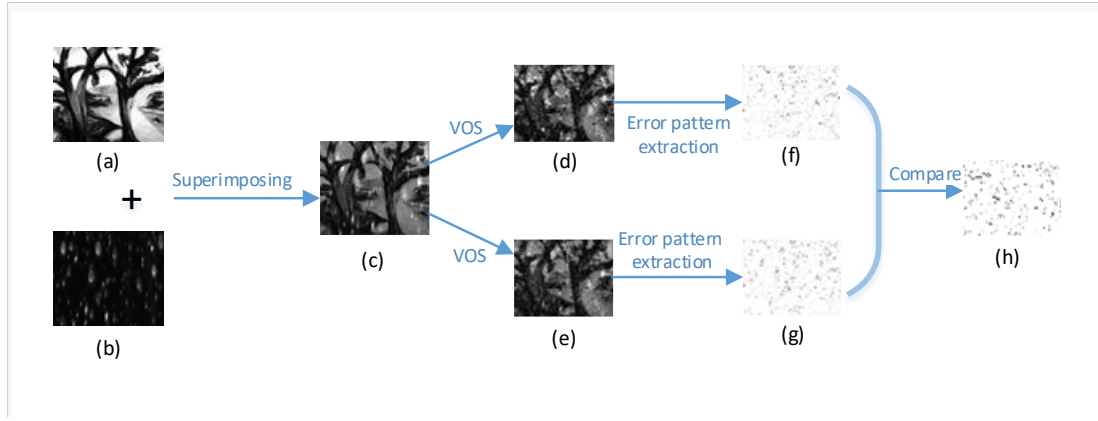 (a)
+
(b)
Superimposing
(c)
VOS
VOS
(d)
(e)
Error pattern
extraction
Error pattern
extraction
(f)
(g)
Compare
(h)